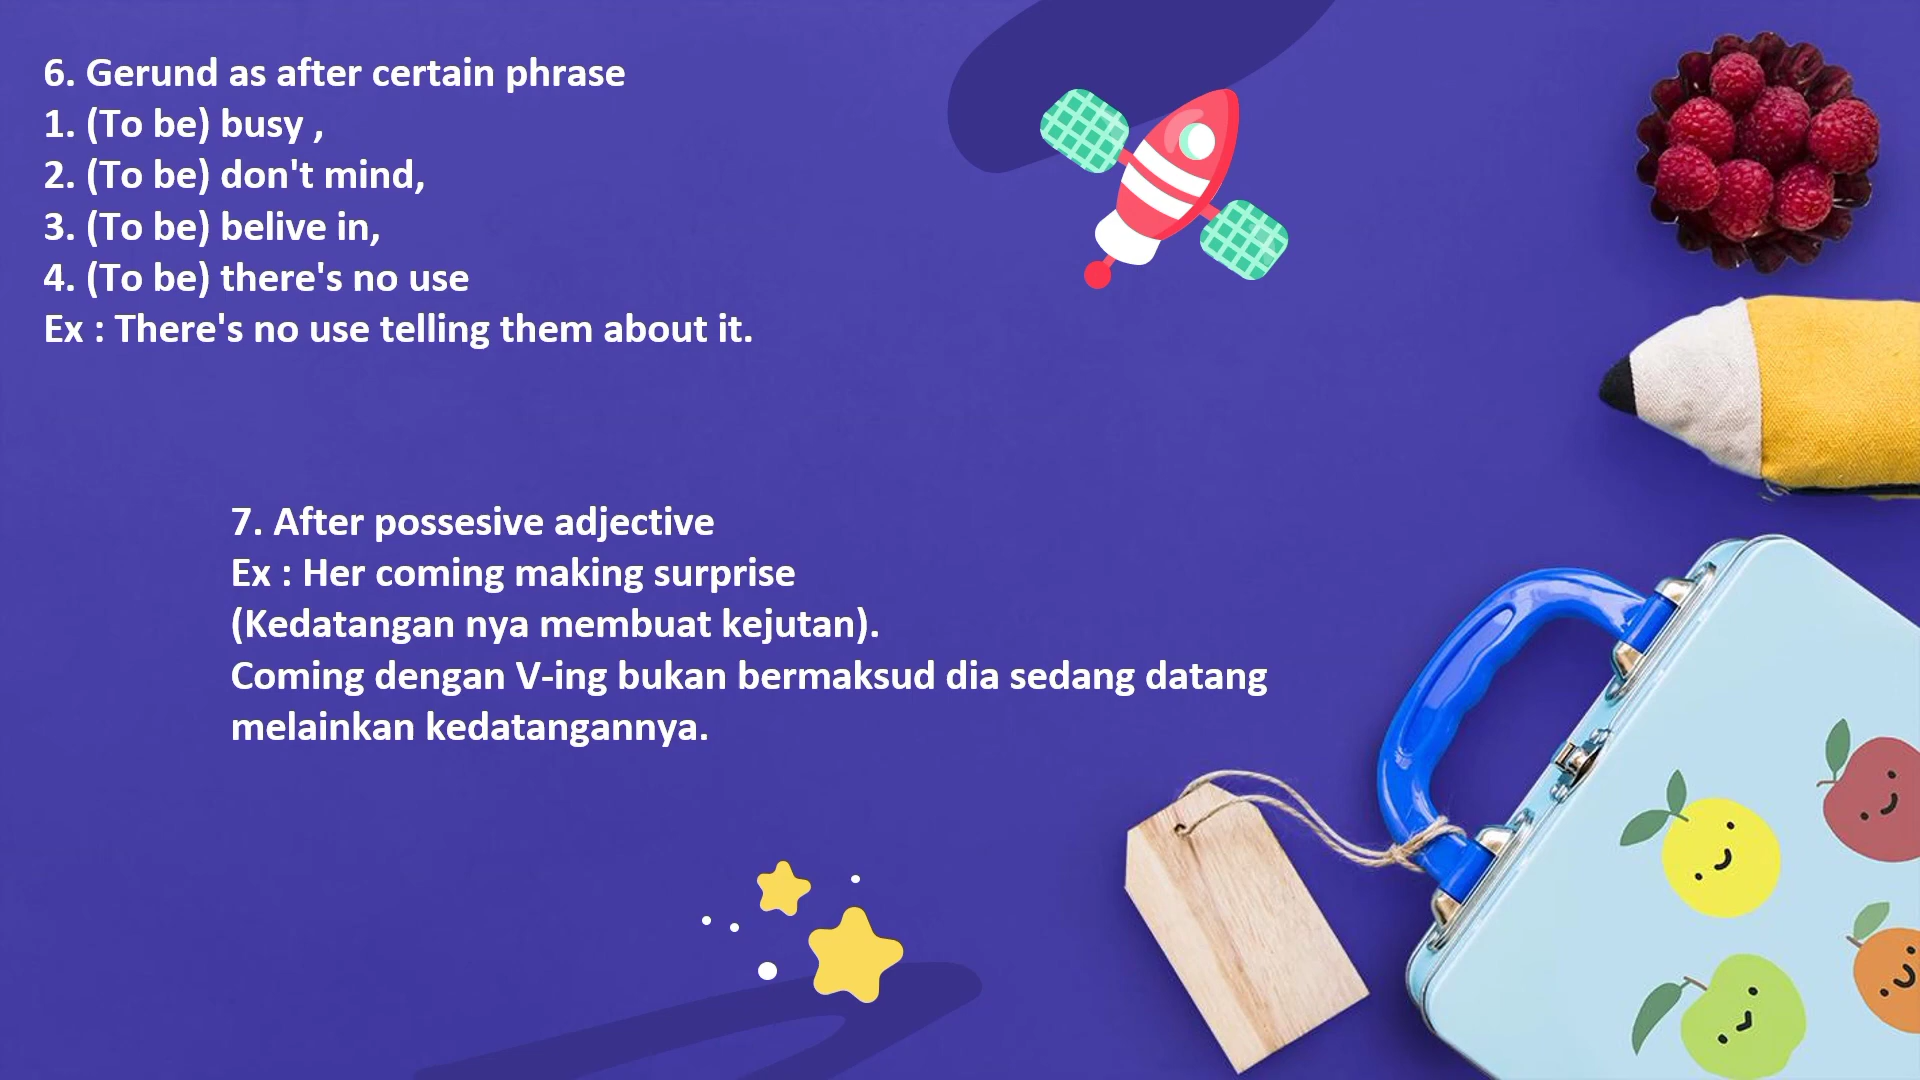 6. Gerund as after certain phrase
1. (To be) busy ,
2. (To be) don't mind,
3. (To be) belive in,
4. (To be) there's no use
Ex : There's no use telling them about it.
7. After possesive adjective
Ex : Her coming making surprise
(Kedatangan nya membuat kejutan).
Coming dengan V-ing bukan bermaksud dia sedang datang
melainkan kedatangannya.